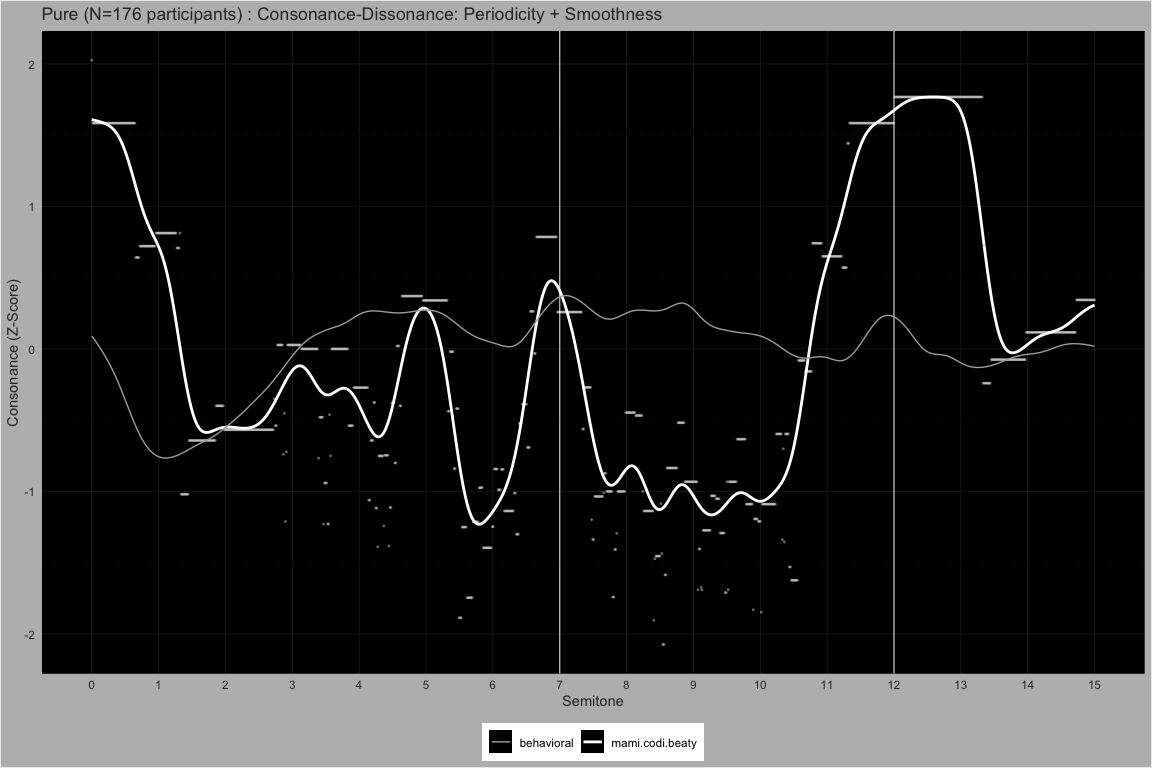 Pure (N=176 participants) : Consonance-Dissonance: Periodicity + Smoothness
Consonance (Z-Score)
2
1
0
-1
-2
0 1 2 3 4 5 6 7 8 9 10 11 12 13 14 15
Semitone
behavioral mami.codi.beaty